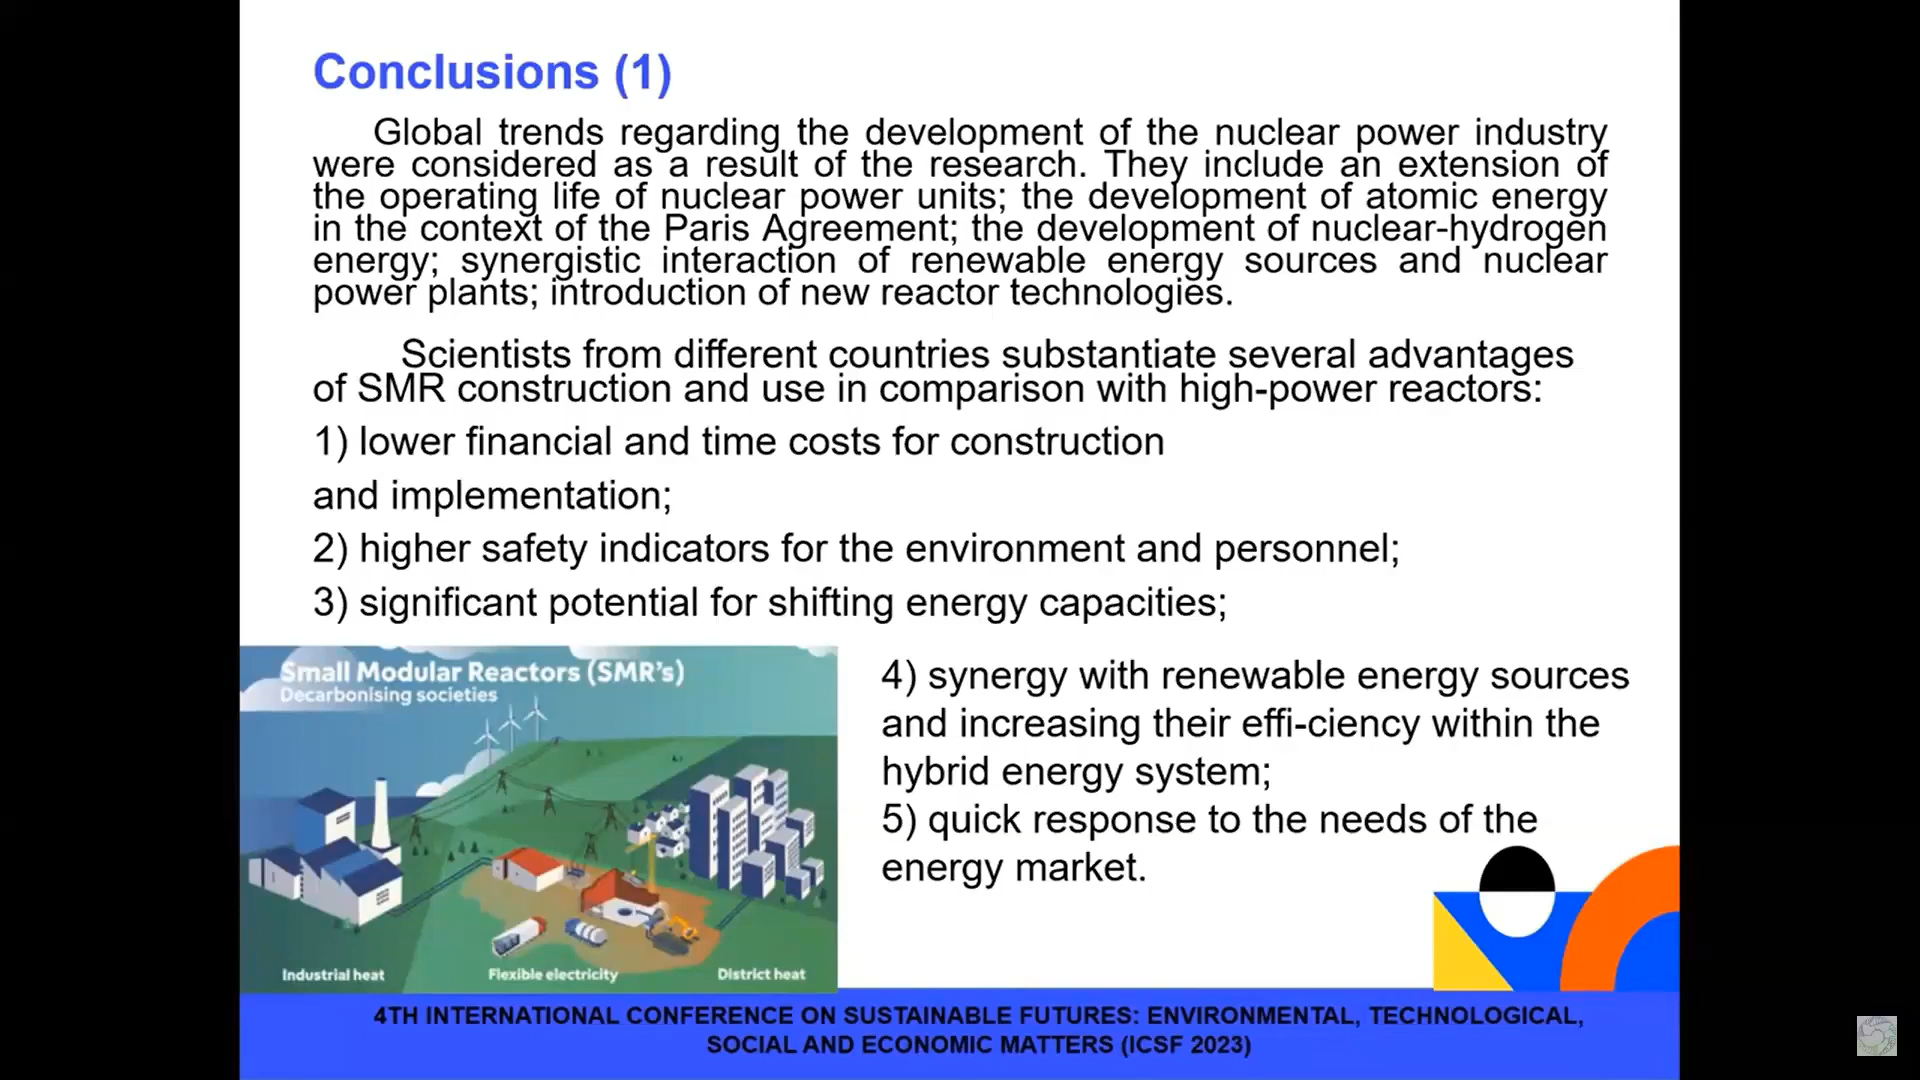 Conclusions (1)
Global trends regarding the development of the nuclear power industry
were considered as a result of the research. They include an extension of
the operating life of nuclear power units; the development of atomic energy
in the context of the Paris Agreement; the development of nuclear-hydrogen
energy; synergistic interaction of renewable energy sources and nuclear
power plants; introduction of new reactor technologies.
Scientists from different countries substantiate several advantages
of SMR construction and use in comparison with high-power reactors:
1) lower financial and time costs for construction
and implementation;
2) higher safety indicators for the environment and personnel;
3) significant potential for shifting energy capacities;
Small Modular Reactors (SMR's)
Decarbonising societies
Industrial heat
Flexible electricity
District heat
4) synergy with renewable energy sources
and increasing their effi-ciency within the
hybrid energy system;
5) quick response to the needs of the
energy market.
4TH INTERNATIONAL CONFERENCE ON SUSTAINABLE FUTURES: ENVIRONMENTAL, TECHNOLOGICAL,
SOCIAL AND ECONOMIC MATTERS (ICSF 2023)